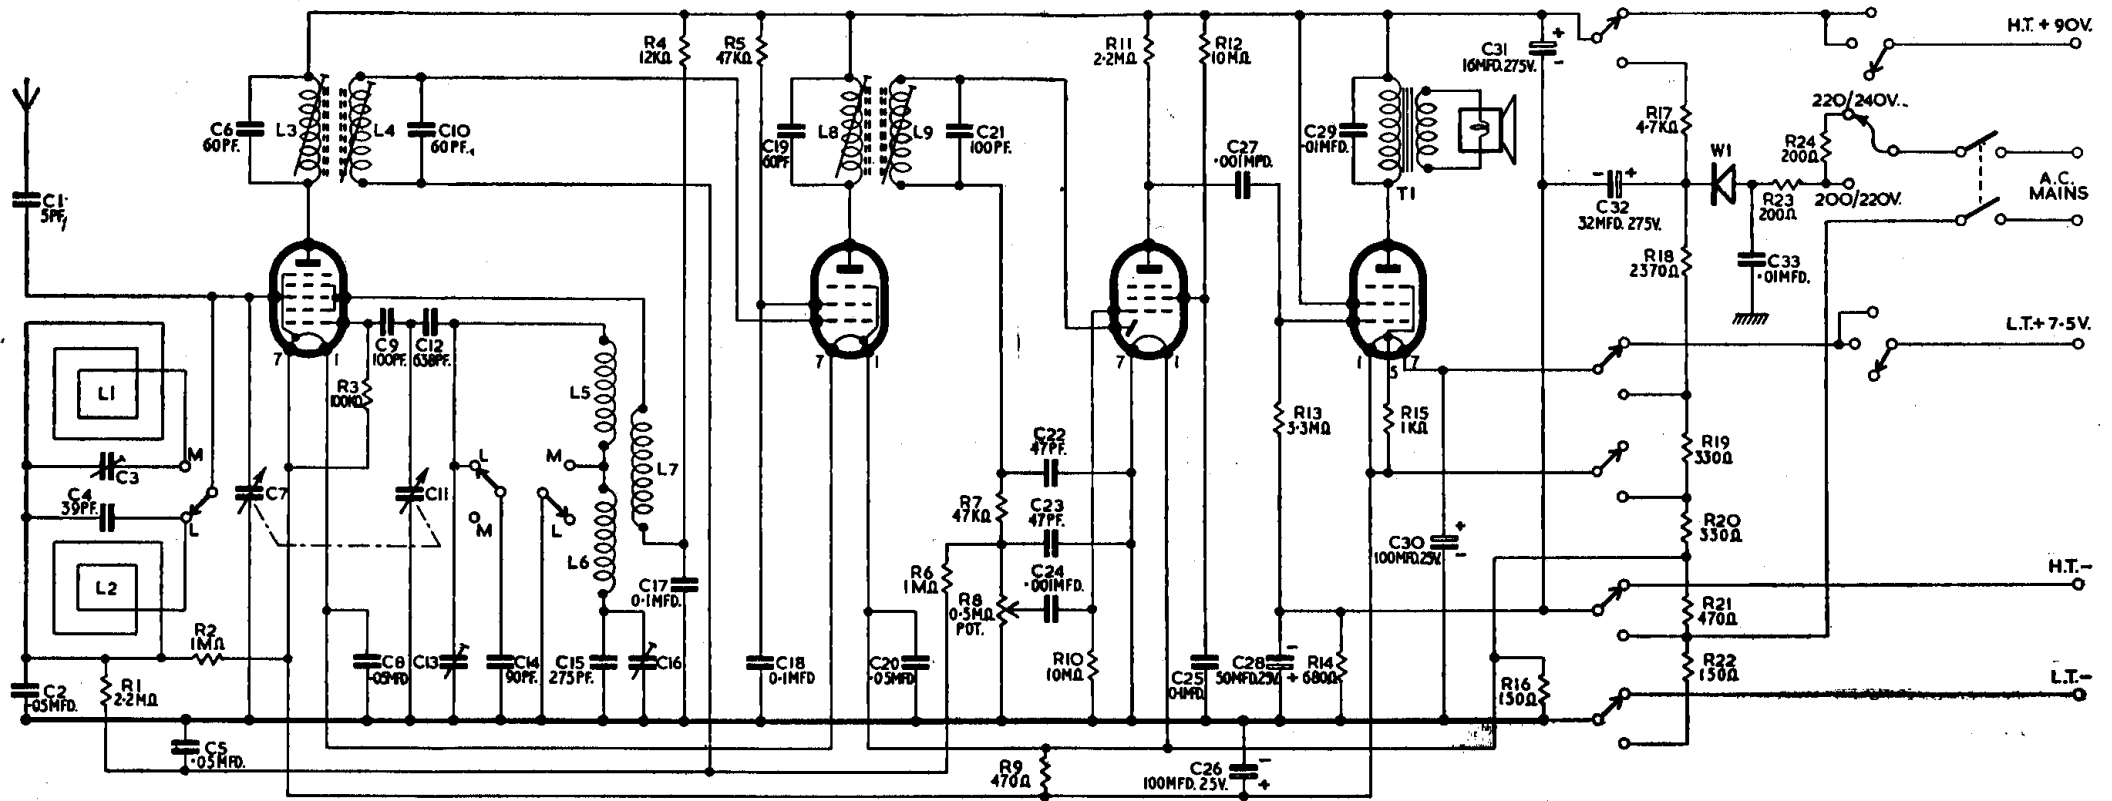 R4
12KΩ
R5
47KΩ
R11
2.2MΩ
R12
10MΩ
C31
16MFD.275V.
+
-
H.T.+90V.
C6
60PF.
L3
L4
C10
60PF.
C19
60PF
L8
L9
C21
100PF.
C27
.001MFD.
C29
.01MFD.
T1
R17
4.7KΩ
W1
220/240V.
R24
200Ω
R23
200Ω
200/220V.
A.C.
MAINS
C1
5PF,
- +
C32
32MFD.275V.
R18
2370Ω
C33
.01MFD.
L.T.+7.5V.
7
1
C9
100PF.
C12
638PF.
R3
100KΩ
7
1
7
1
1
5
7
L1
L5
L7
M
C3
C4
39PF.
L
C7
C11
L
M
M
L
L6
C22
47PF.
R7
47KΩ
C23
47PF.
R13
3.3MΩ
R15
1KΩ
R19
330Ω
R20
330Ω
L2
C17
0.1MFD.
R6
1MΩ
R8
0.5MΩ
POT.
C24
.001MFD.
+
C30
100MFD.25V.
-
H.T.-
R2
1MΩ
R21
470Ω
C2
.05MFD.
R1
2.2MΩ
C8
.05MFD
C13
C14
90PF.
C15
275PF.
C16
C18
0.1MFD
C20
.05MFD
R10
10MΩ
C25
0.1MFD
C28
50MFD.25V.
-
+
R14
680Ω
R16
150Ω
R22
150Ω
L.T.-
C5
.05MFD.
R9
470Ω
C26
100MFD.25V.
-
+